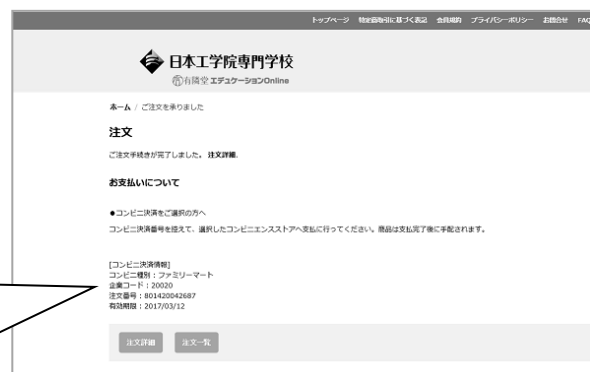 トップページ 特定商取引に基づく表記 会員規約 プライバシーポリシー お問合せ FAQ
日本工学院専門学校
有隣堂 エデュケーションOnline
ホーム / ご注文を承りました
注文
ご注文手続きが完了しました。 注文詳細.
お支払いについて
●コンビニ決済をご選択の方へ
コンビニ決済番号を控えて、選択したコンビニエンスストアへ支払に行ってください。商品は支払完了後に手配されます。
[コンビニ決済情報]
コンビニ種別：ファミリーマート
企業コード：20020
注文番号：801420042687
有効期限：2017/03/12
注文詳細 注文一覧